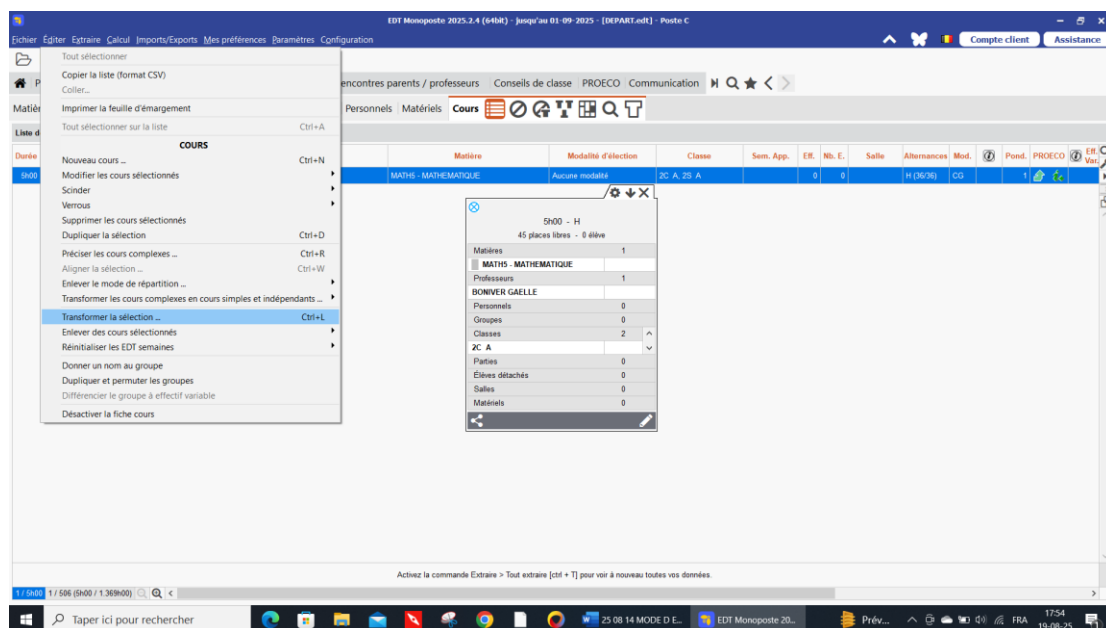 EDT Monoposte 2025.2.4 (64bit) - jusqu'au 01-09-2025 - [DEPART.edt] - Poste C
Fichier Éditer Extraire Calcul Imports/Exports Mes préférences Paramètres Configuration
Compte client Assistance
Tout sélectionner
Copier la liste (format CSV)
Coller...
Imprimer la feuille d'émargement
Tout sélectionner sur la liste Ctrl+A
COURS
Nouveau cours ... Ctrl+N
Modifier les cours sélectionnés
Scinder
Verrous
Supprimer les cours sélectionnés
Dupliquer la sélection Ctrl+D
Préciser les cours complexes ... Ctrl+R
Aligner la sélection ... Ctrl+W
Enlever le mode de répartition ...
Transformer les cours complexes en cours simples et indépendants ...
Transformer la sélection ... Ctrl+L
Enlever des cours sélectionnés
Réinitialiser les EDT semaines
Donner un nom au groupe
Dupliquer et permuter les groupes
Différencier le groupe à effectif variable
Désactiver la fiche cours
P encontres parents / professeurs Conseils de classe PROECO Communication
Matièr Personnels Matériels Cours
Liste d
Durée Matière Modalité d'élection Classe Sem. App. Eff. Nb. E. Salle Alternances Mod. Pond. PROECO Eff. Var.
5h00 MATH5 - MATHEMATIQUE Aucune modalité 2C A, 2S A 0 0 H (36/36) CG 1
5h00 - H
45 places libres - 0 élève
Matières 1
MATH5 - MATHEMATIQUE
Professeurs 1
BONIVER GAELLE
Personnels 0
Groupes 0
Classes 2
2C A
Parties 0
Élèves détachés 0
Salles 0
Matériels 0
Activez la commande Extraire > Tout extraire [ctrl + T] pour voir à nouveau toutes vos données.
1 / 5h00 1 / 506 (5h00 / 1.369h00)
Taper ici pour rechercher
25 08 14 MODE D E...
EDT Monoposte 20...
Prév...
FRA
17:54
19-08-25